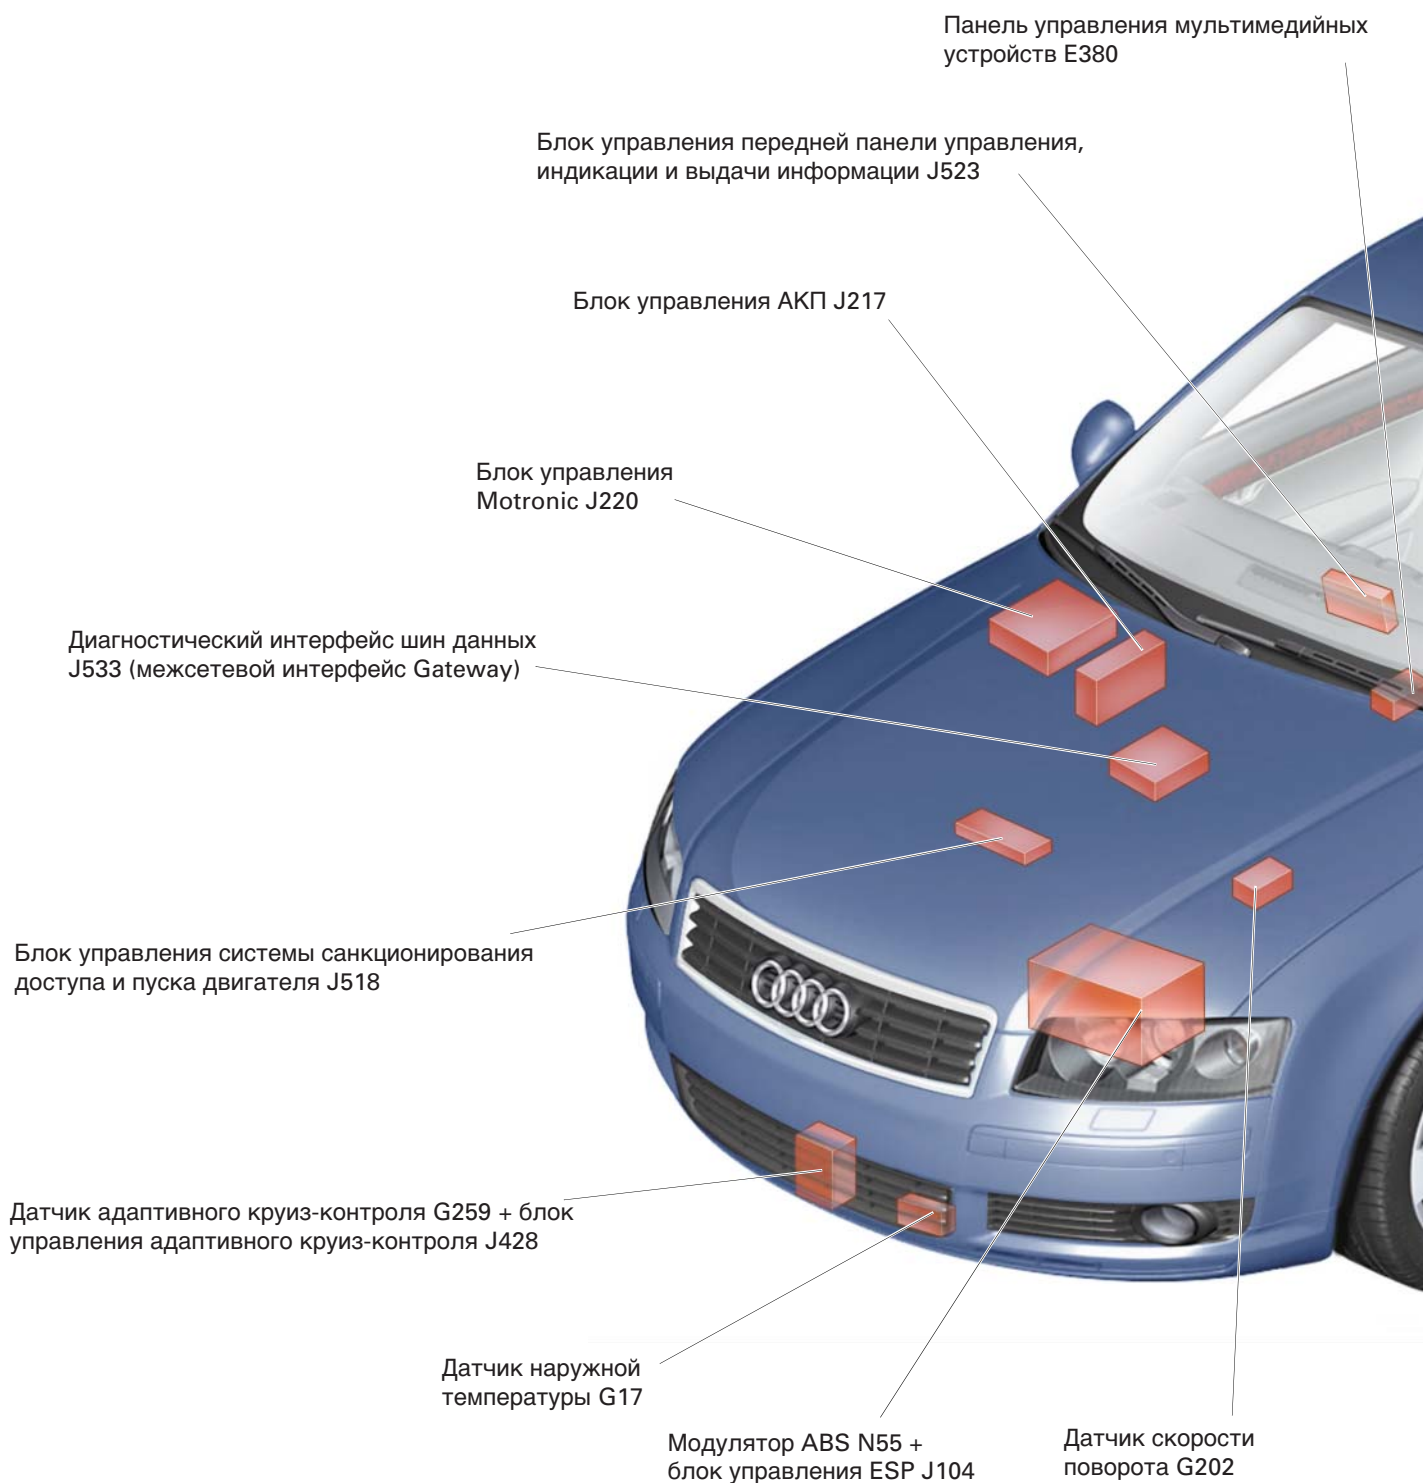 Панель управления мультимедийных
устройств E380
Блок управления передней панели управления,
индикации и выдачи информации J523
Блок управления АКП J217
Блок управления
Motronic J220
Диагностический интерфейс шин данных
J533 (межсетевой интерфейс Gateway)
Блок управления системы санкционирования
доступа и пуска двигателя J518
Датчик адаптивного круиз-контроля G259 + блок
управления адаптивного круиз-контроля J428
Датчик наружной
температуры G17
Модулятор ABS N55 +
блок управления ESP J104
Датчик скорости
поворота G202